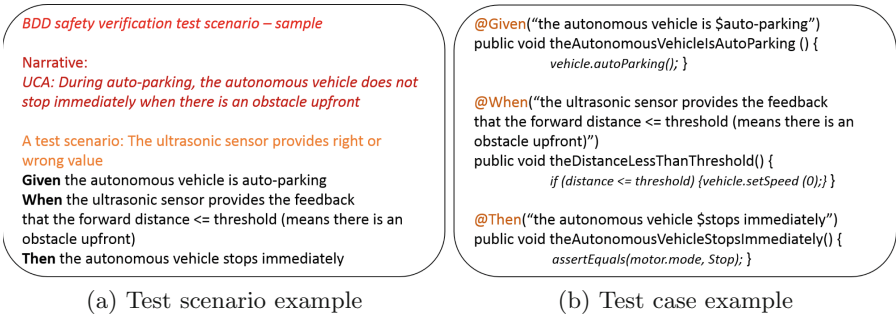 BDD safety verification test scenario – sample
Narrative:
UCA: During auto-parking, the autonomous vehicle does not
stop immediately when there is an obstacle upfront
A test scenario: The ultrasonic sensor provides right or
wrong value
Given the autonomous vehicle is auto-parking
When the ultrasonic sensor provides the feedback
that the forward distance <= threshold (means there is an
obstacle upfront)
Then the autonomous vehicle stops immediately
(a) Test scenario example
@Given(“the autonomous vehicle is $auto-parking”)
public void theAutonomousVehicleIsAutoParking () {
vehicle.autoParking(); }
@When(“the ultrasonic sensor provides the feedback
that the forward distance <= threshold (means there is an
obstacle upfront)”)
public void theDistanceLessThanThreshold() {
if (distance <= threshold) {vehicle.setSpeed (0);} }
@Then(“the autonomous vehicle $stops immediately”)
public void theAutonomousVehicleStopsImmediately() {
assertEquals(motor.mode, Stop); }
(b) Test case example